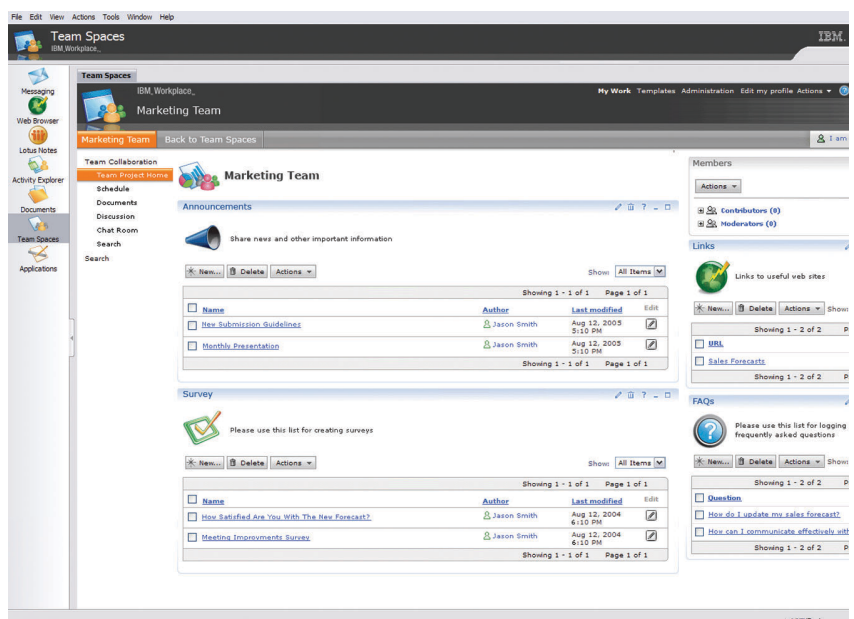 File Edit View Actions Tools Window Help
Team Spaces
IBM_Workplace_
IBM.
Messaging
Web Browser
Lotus Notes
Activity Explorer
Documents
Team Spaces
Applications
Team Spaces
IBM_Workplace_
My Work Templates Administration Edit my profile Actions ?
Marketing Team
Marketing Team Back to Team Spaces
I am
Team Collaboration
Team Project Home
Schedule
Documents
Discussion
Chat Room
Search
Search
Marketing Team
Announcements ?
Share news and other important information
New... Delete Actions Show: All Items
Showing 1 - 1 of 1 Page 1 of 1
Name Author Last modified Edit
New Submission Guidelines Jason Smith Aug 12, 2005
5:10 PM
Monthly Presentation Jason Smith Aug 12, 2005
5:10 PM
Showing 1 - 1 of 1 Page 1 of 1
Survey ?
Please use this list for creating surveys
New... Delete Actions Show: All Items
Showing 1 - 1 of 1 Page 1 of 1
Name Author Last modified Edit
How Satisfied Are You With The New Forecast? Jason Smith Aug 12, 2004
6:10 PM
Meeting Improvments Survey Jason Smith Aug 12, 2004
6:10 PM
Showing 1 - 1 of 1 Page 1 of 1
Members
Actions
Contributors (0)
Moderators (0)
Links
Links to useful web sites
New... Delete Actions Show:
Showing 1 - 2 of 2 P
URL
Sales Forecasts
Showing 1 - 2 of 2 P
FAQs
Please use this list for logging
frequently asked questions
New... Delete Actions Show:
Showing 1 - 2 of 2 P
Question
How do I update my sales forecast?
How can I communicate effectively with
Showing 1 - 2 of 2 P